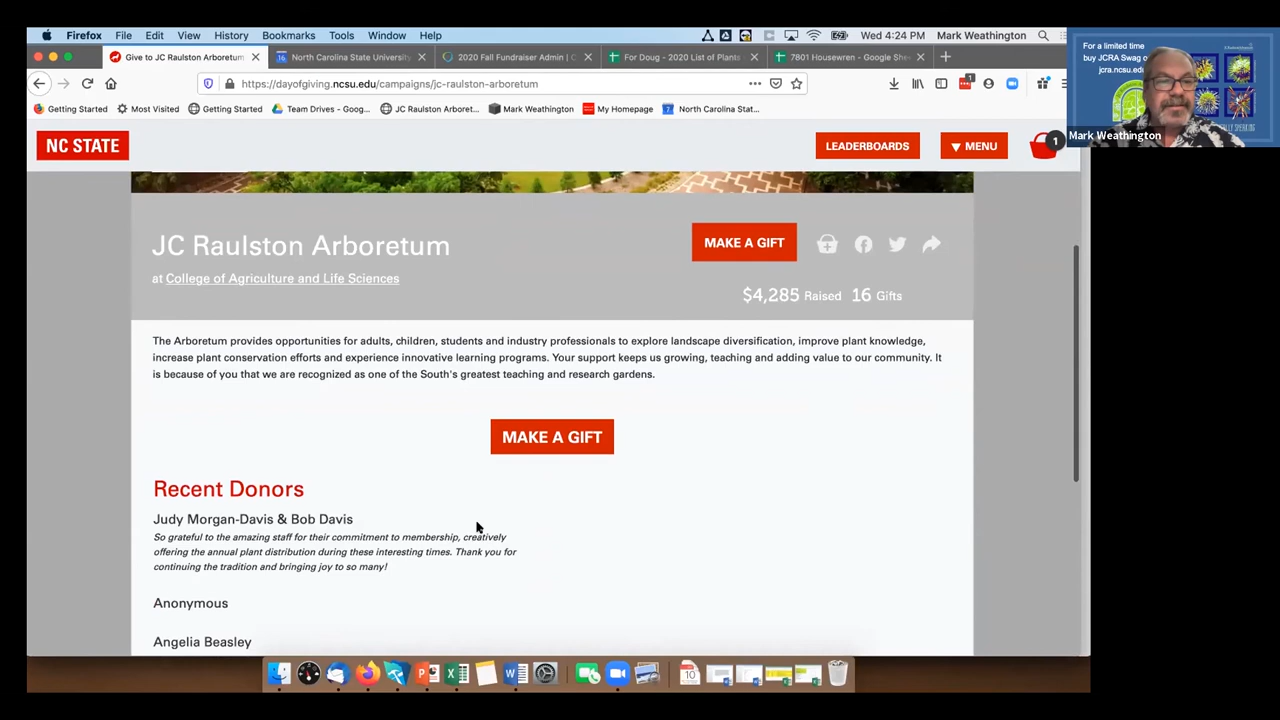 Firefox File Edit View History Bookmarks Tools Window Help
Wed 4:24 PM Mark Weathington
Give to JC Raulston Arboretum
North Carolina State Universit
2020 Fall Fundraiser Admin | C
For Doug - 2020 List of Plants
7801 Housewren - Google She
https://dayofgiving.ncsu.edu/campaigns/jc-raulston-arboretum
Getting Started Most Visited Getting Started Team Drives - Goog... JC Raulston Arboret... Mark Weathington My Homepage North Carolina Stat...
For a limited time
buy JCRA Swag o
jcra.ncsu.edu
Mark Weathington
NC STATE
LEADERBOARDS
▼ MENU
1
JC Raulston Arboretum
MAKE A GIFT
at College of Agriculture and Life Sciences
$4,285 Raised 16 Gifts
The Arboretum provides opportunities for adults, children, students and industry professionals to explore landscape diversification, improve plant knowledge,
increase plant conservation efforts and experience innovative learning programs. Your support keeps us growing, teaching and adding value to our community. It
is because of you that we are recognized as one of the South's greatest teaching and research gardens.
MAKE A GIFT
Recent Donors
Judy Morgan-Davis & Bob Davis
So grateful to the amazing staff for their commitment to membership, creatively
offering the annual plant distribution during these interesting times. Thank you for
continuing the tradition and bringing joy to so many!
Anonymous
Angelia Beasley